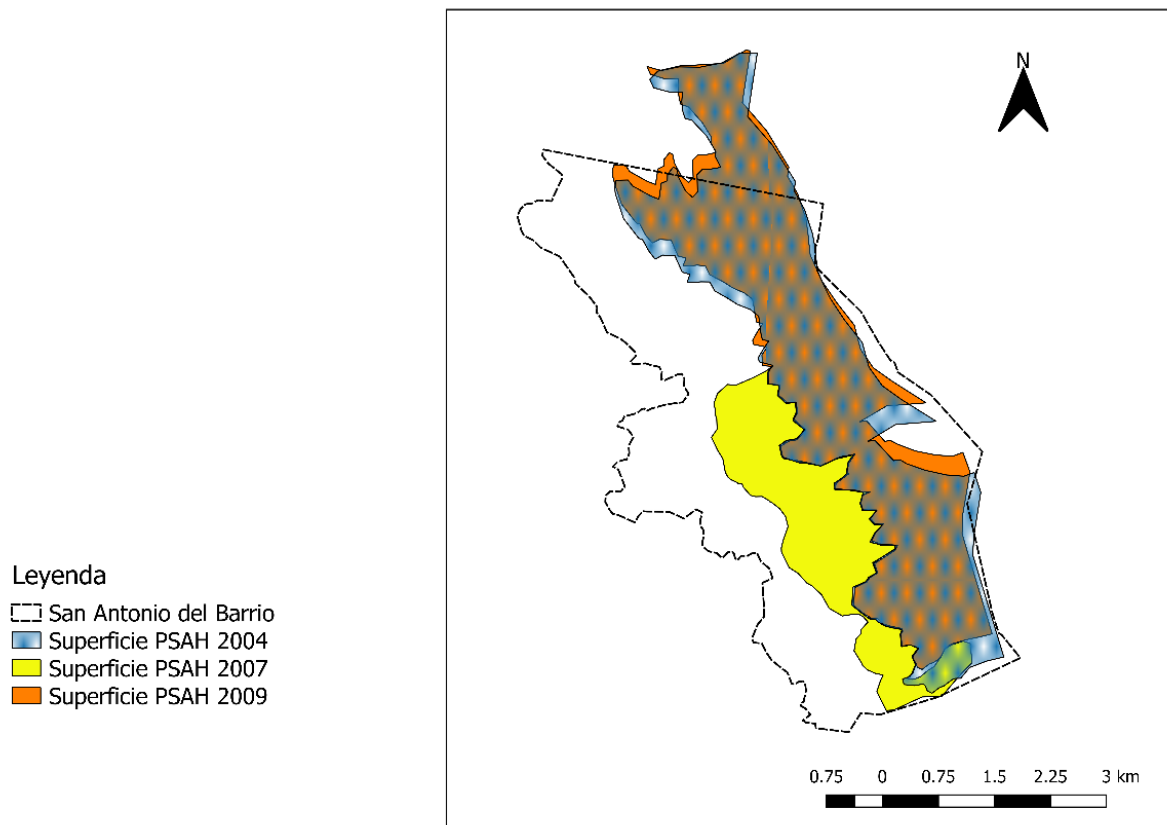 N
Leyenda
San Antonio del Barrio
Superficie PSAH 2004
Superficie PSAH 2007
Superficie PSAH 2009
0.75 0 0.75 1.5 2.25 3 km